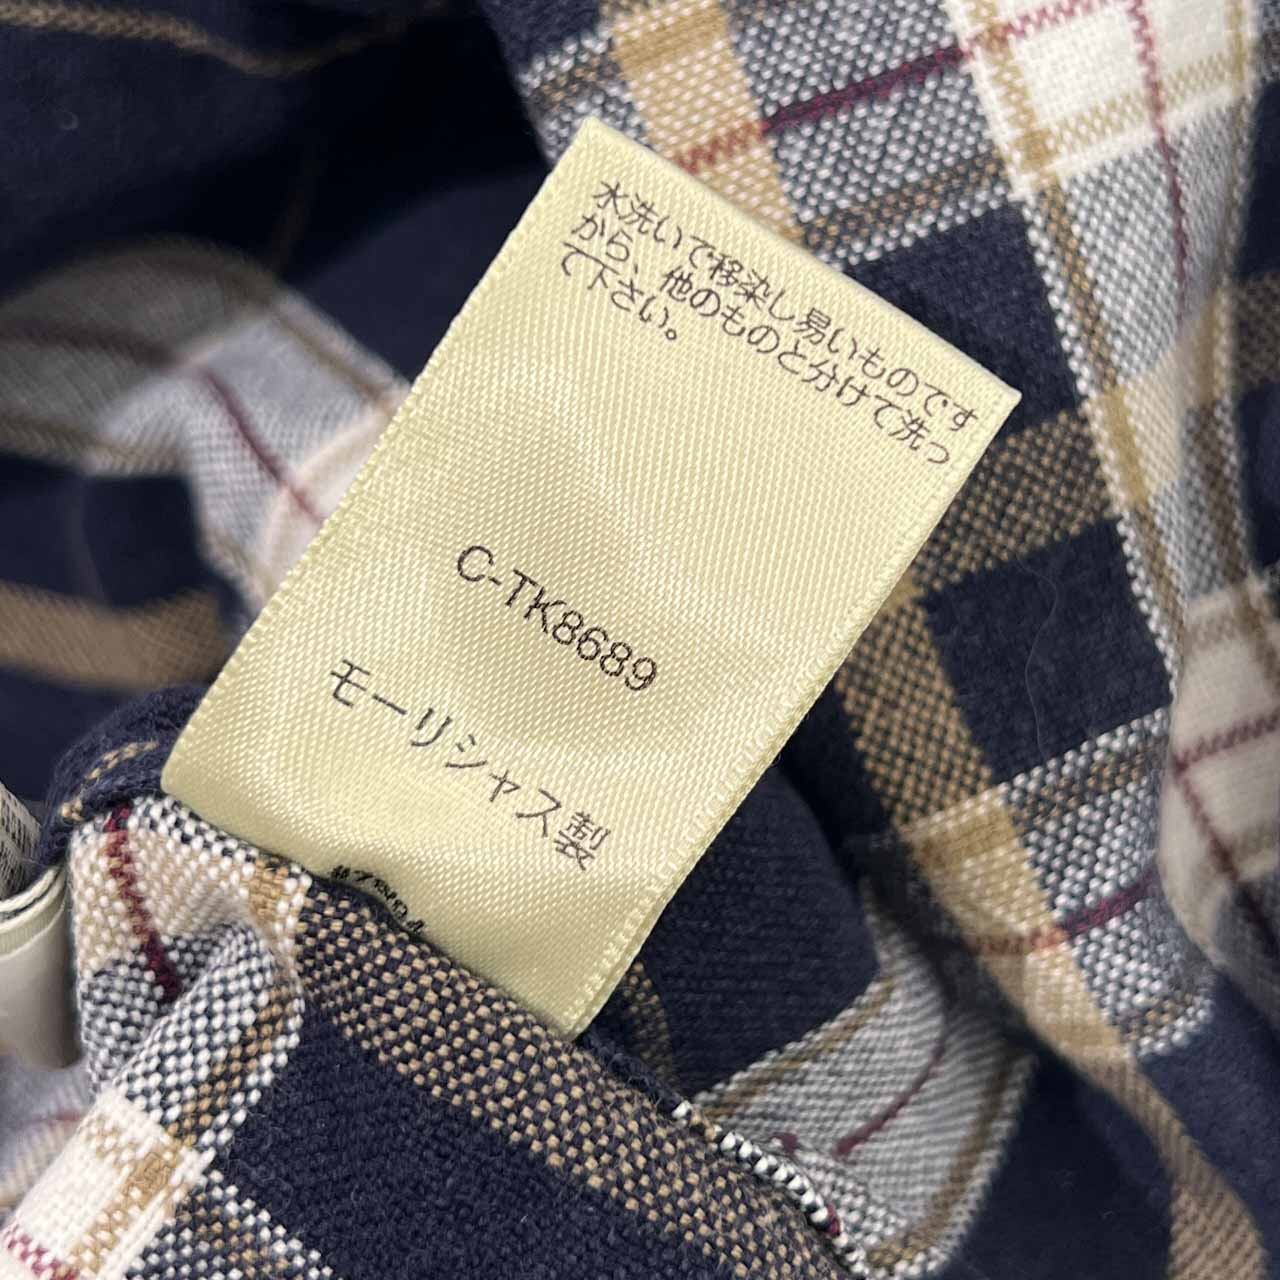 水洗いで移染し易いものです
から、他のものと分けて洗っ
て下さい。
C-TK8689
モーリシャス製